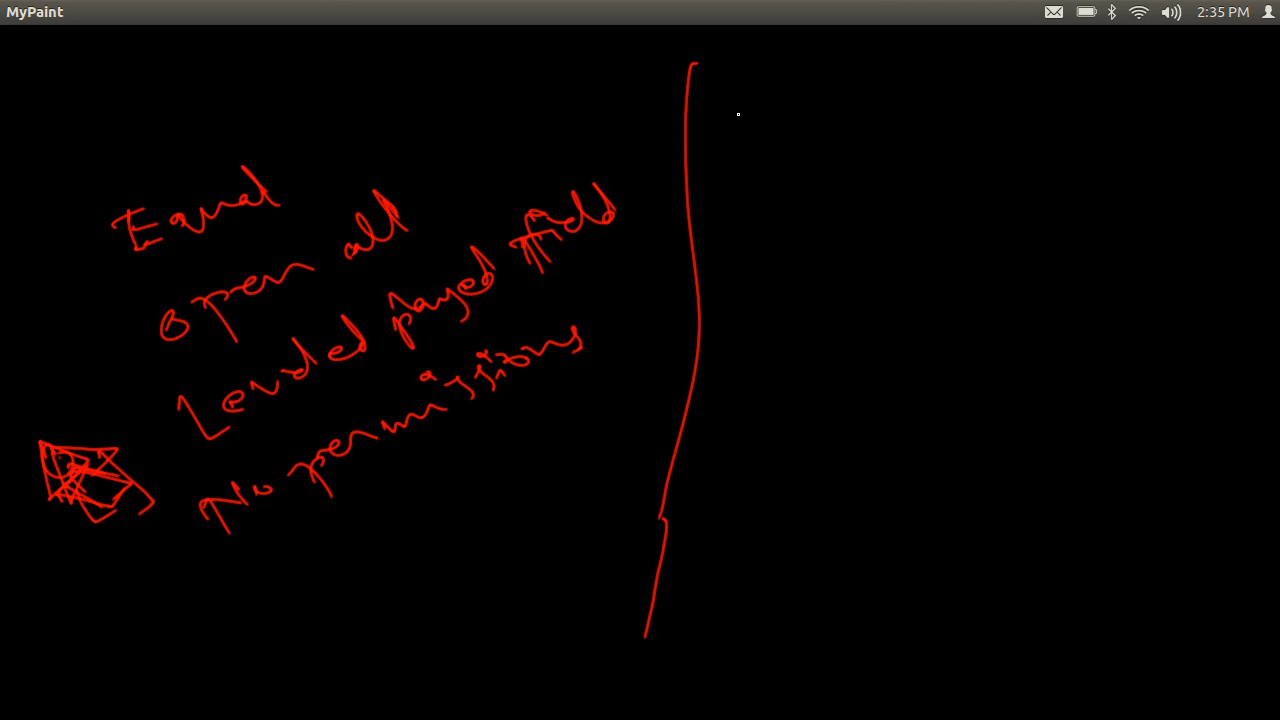 MyPaint 2:35 PM
Equal
open all
Leveled played field
No permissions